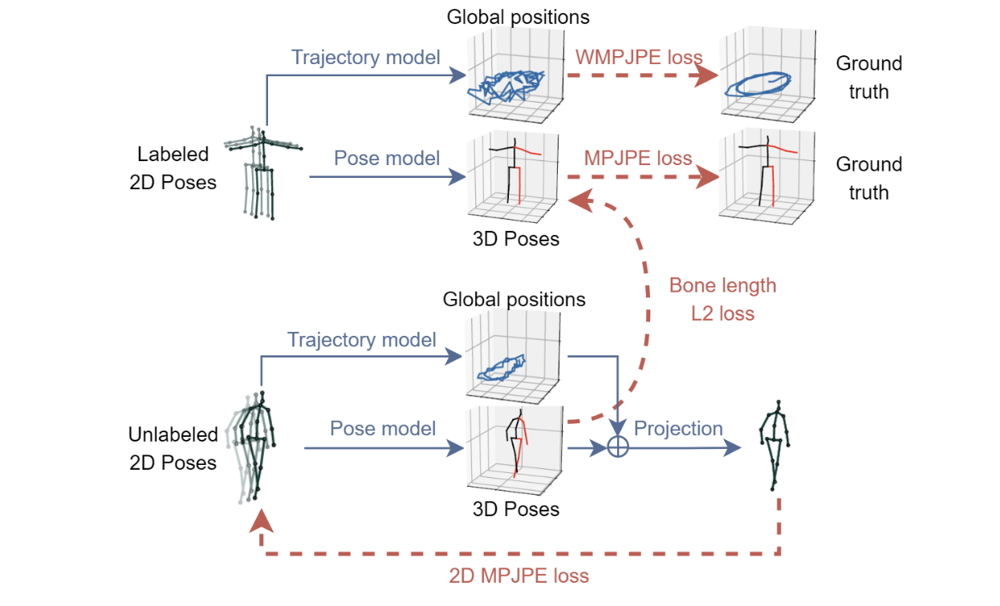 Global positions
Trajectory model
WMPJPE loss
Ground
truth
Labeled
2D Poses
Pose model
MPJPE loss
Ground
truth
3D Poses
Bone length
L2 loss
Global positions
Trajectory model
Unlabeled
2D Poses
Pose model
Projection
3D Poses
2D MPJPE loss